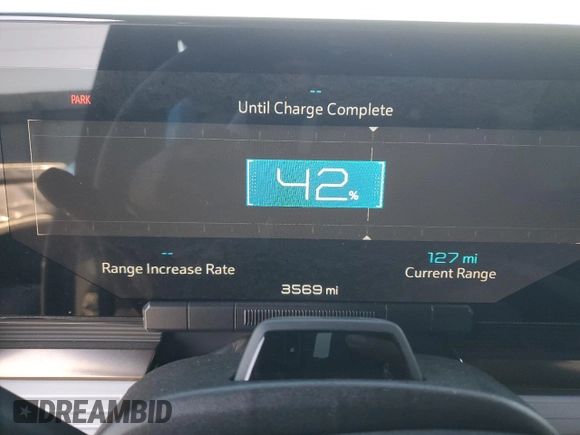 --
PARK
Until Charge Complete
42%
--
Range Increase Rate
127 mi
Current Range
3569 mi
DREAMBID